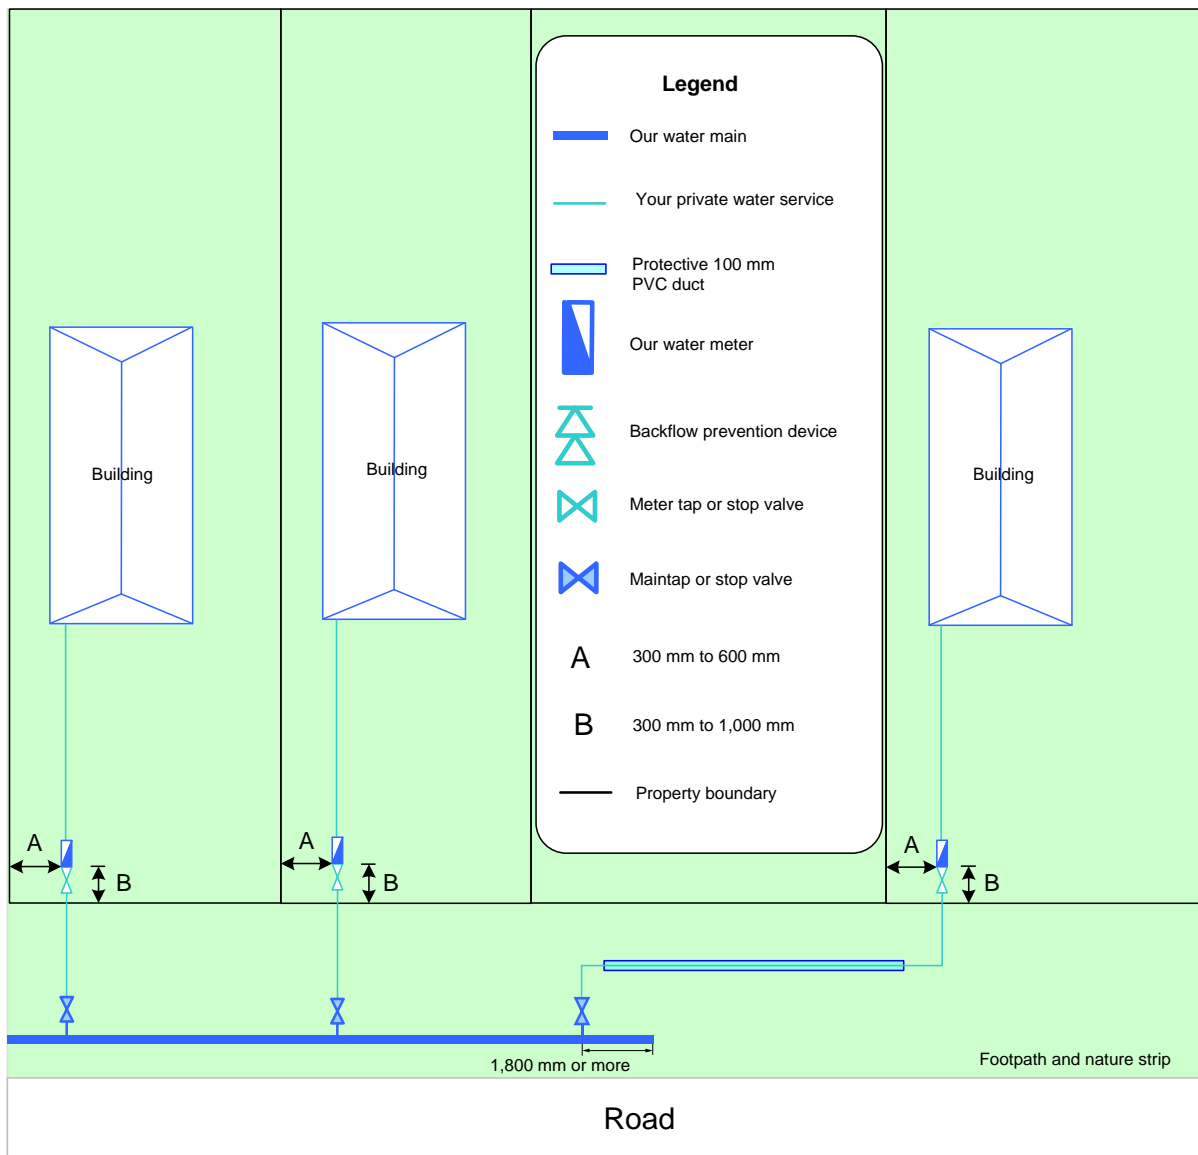 Legend
Our water main
Your private water service
Protective 100 mm
PVC duct
Our water meter
Backflow prevention device
Meter tap or stop valve
Maintap or stop valve
A 300 mm to 600 mm
B 300 mm to 1,000 mm
Property boundary
Building
Building
Building
A
B
A
B
A
B
1,800 mm or more
Footpath and nature strip
Road